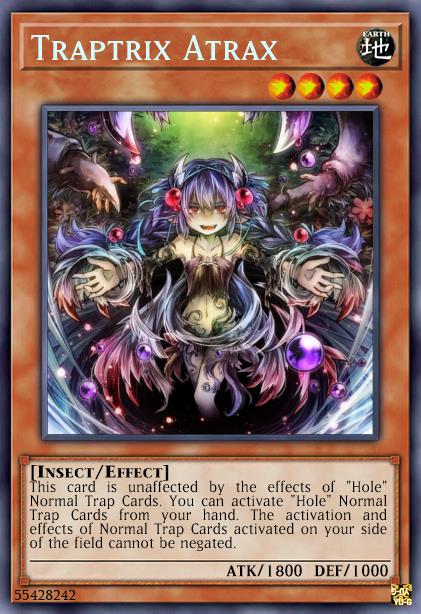 TRAPTRIX ATRAX
EARTH
地
[INSECT/EFFECT]
This card is unaffected by the effects of "Hole"
Normal Trap Cards. You can activate "Hole" Normal
Trap Cards from your hand. The activation and
effects of Normal Trap Cards activated on your side
of the field cannot be negated.
ATK/1800 DEF/1000
55428242